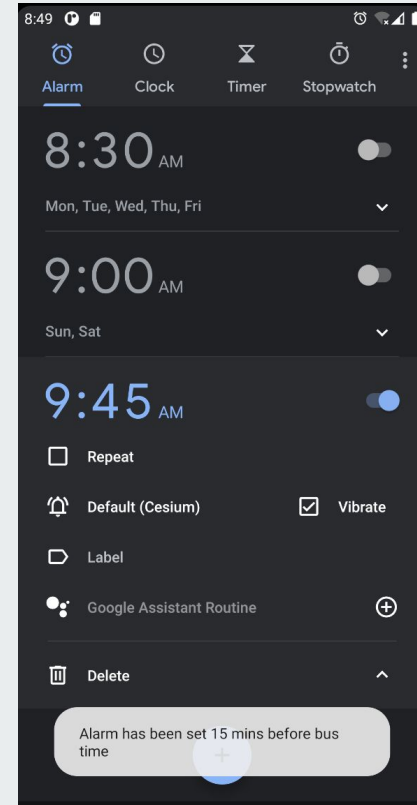 8:49
Alarm Clock Timer Stopwatch
8:30 AM
Mon, Tue, Wed, Thu, Fri
9:00 AM
Sun, Sat
9:45 AM
Repeat
Default (Cesium) Vibrate
Label
Google Assistant Routine
Delete
Alarm has been set 15 mins before bus
time